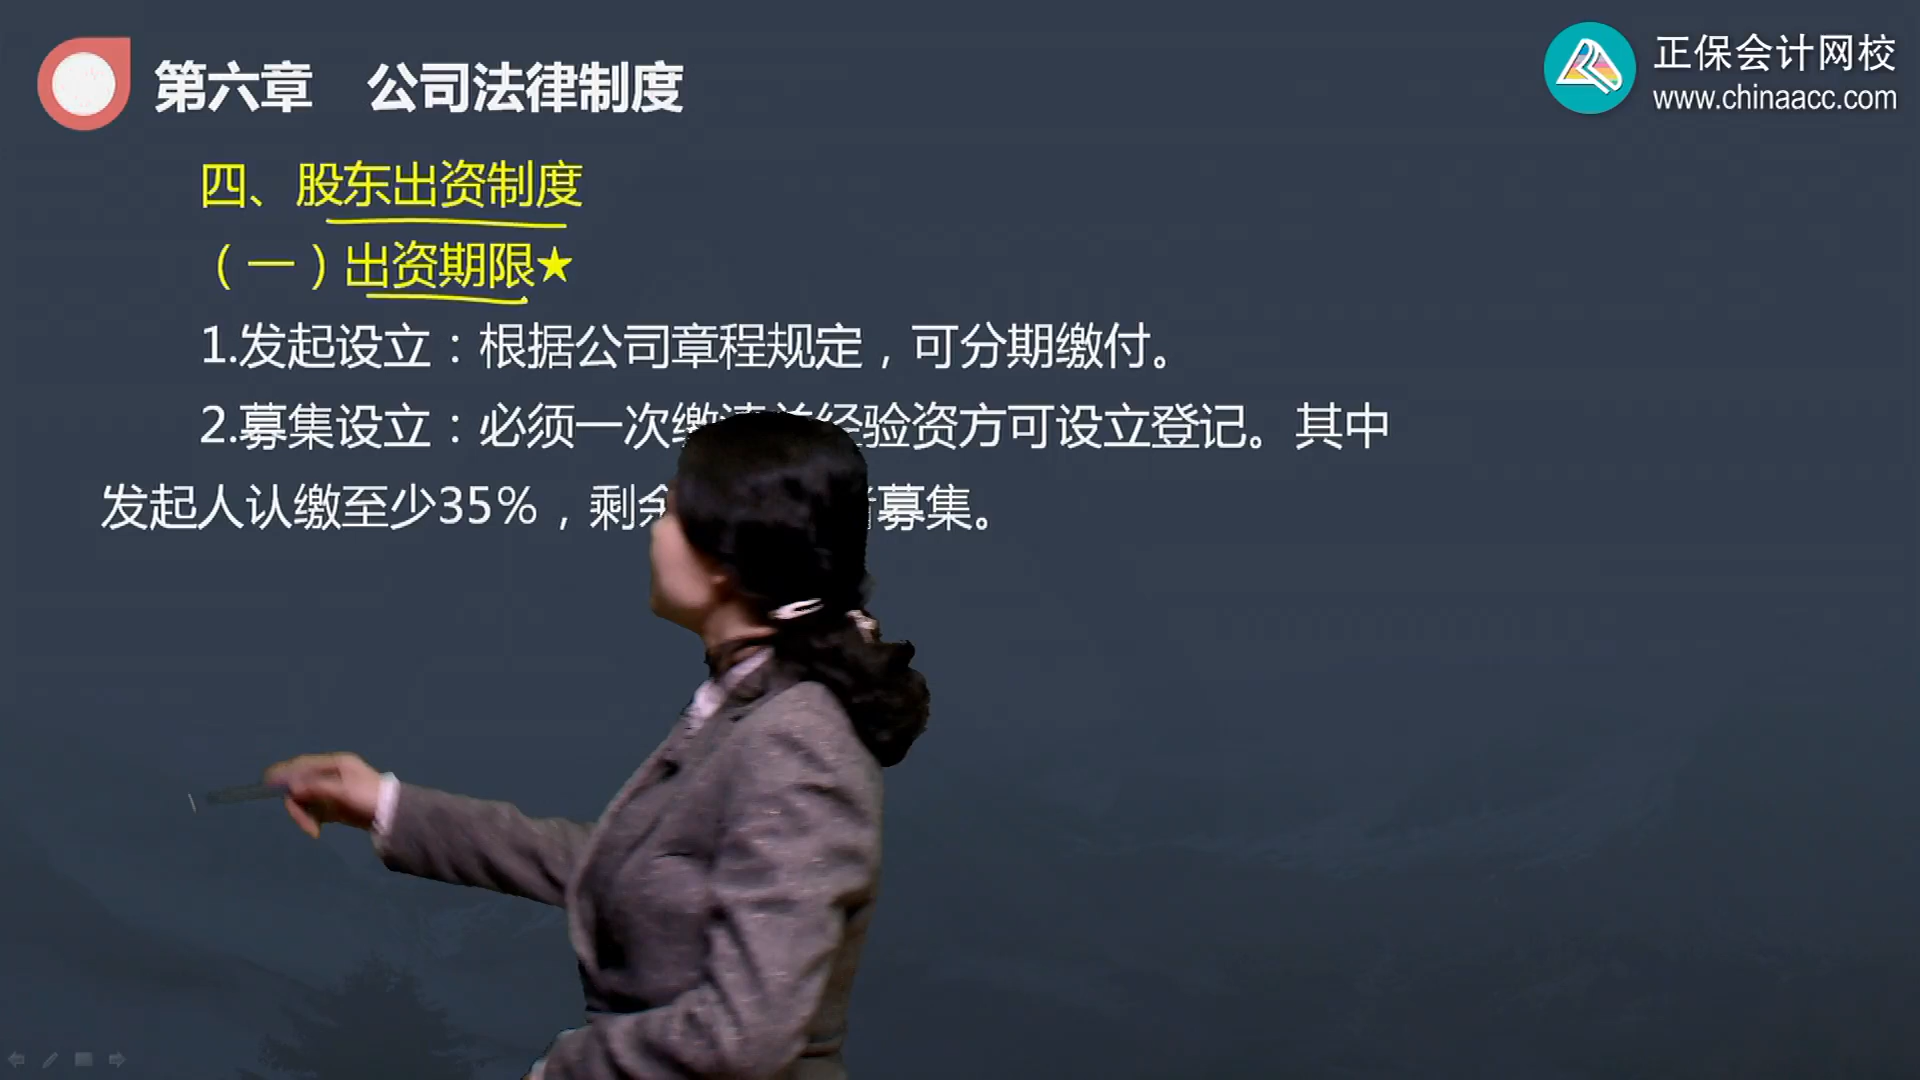 第六章 公司法律制度
正保会计网校
www.chinaacc.com
四、股东出资制度
（一）出资期限★
1.发起设立：根据公司章程规定，可分期缴付。
2.募集设立：必须一次缴 经验资方可设立登记。其中
发起人认缴至少35%，剩余 募集。